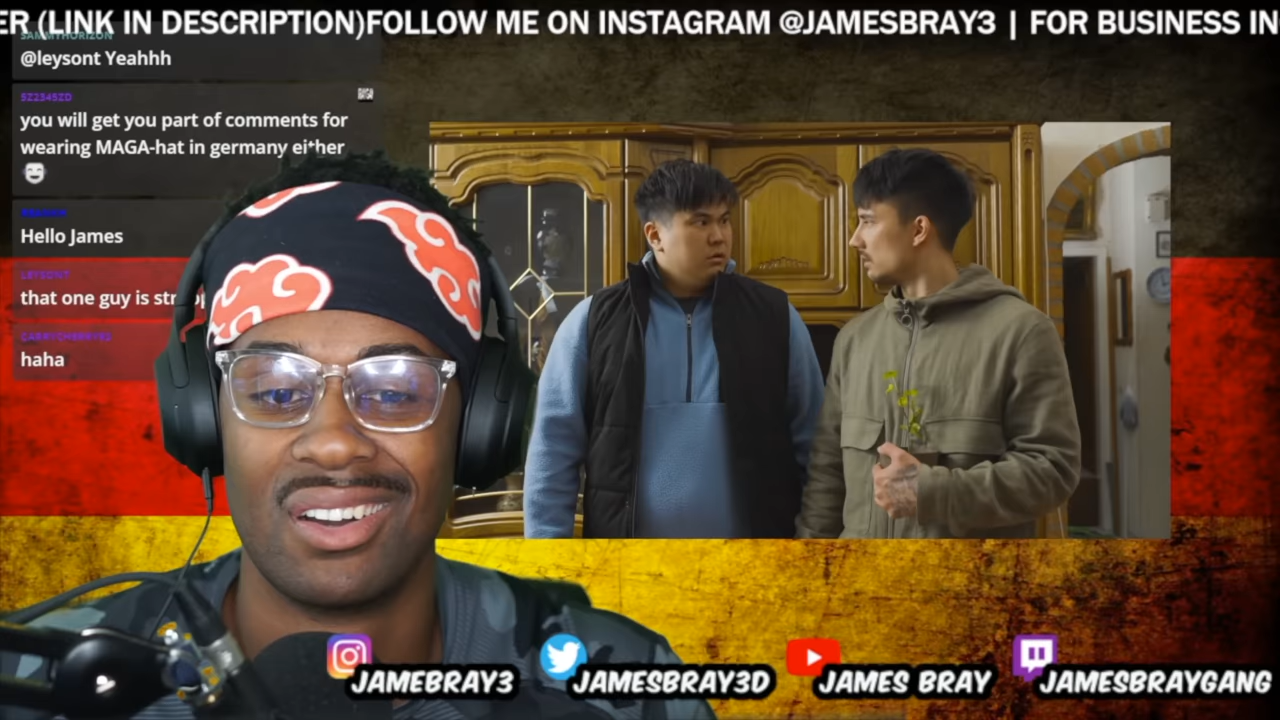 ER (LINK IN DESCRIPTION)FOLLOW ME ON INSTAGRAM @JAMESBRAY3 | FOR BUSINESS IN
SAMMYHORIZON
@leysont Yeahhh
SZ2345ZD
you will get you part of comments for
wearing MAGA-hat in germany either
Hello James
LEYSONT
that one guy is
haha
JAMEBRAY3
JAMESBRAY3D
JAMES BRAY
JAMESBRAYGANG